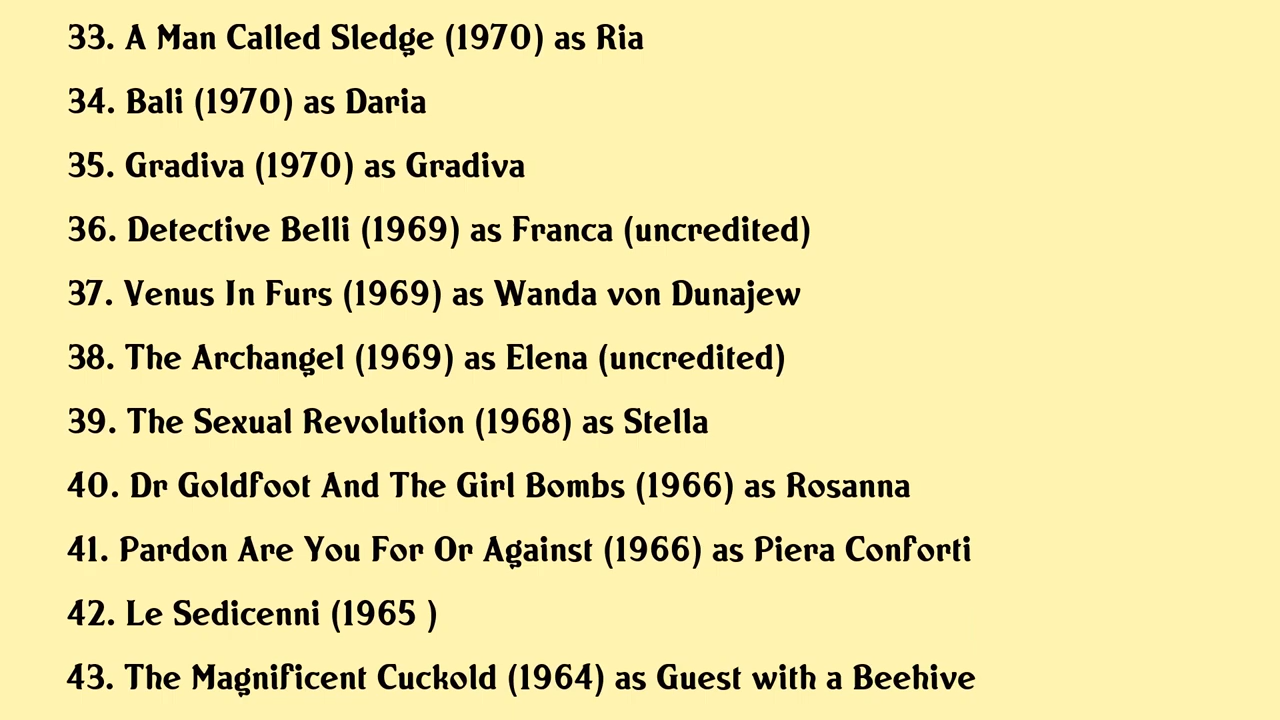 33. A Man Called Sledge (1970) as Ria
34. Bali (1970) as Daria
35. Gradiva (1970) as Gradiva
36. Detective Belli (1969) as Franca (uncredited)
37. Venus In Furs (1969) as Wanda von Dunajew
38. The Archangel (1969) as Elena (uncredited)
39. The Sexual Revolution (1968) as Stella
40. Dr Goldfoot And The Girl Bombs (1966) as Rosanna
41. Pardon Are You For Or Against (1966) as Piera Conforti
42. Le Sedicenni (1965 )
43. The Magnificent Cuckold (1964) as Guest with a Beehive